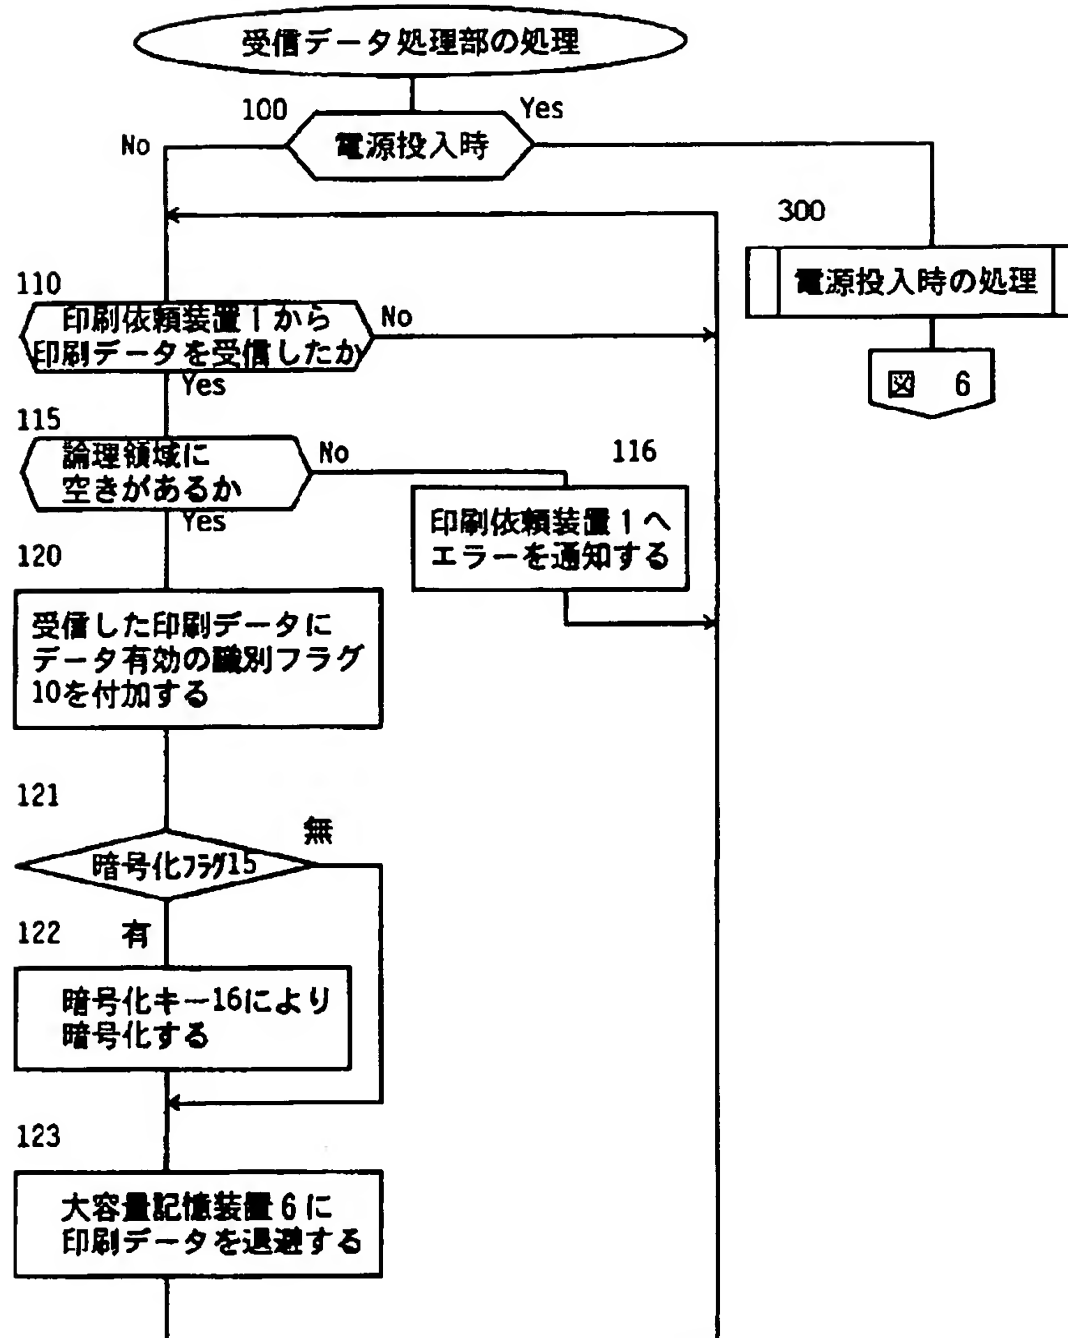 受信データ処理部の処理
100
Yes
No
電源投入時
300
電源投入時の処理
図 6
110
印刷依頼装置1から
印刷データを受信したか
No
Yes
115
論理領域に
空きがあるか
No
Yes
116
印刷依頼装置1へ
エラーを通知する
120
受信した印刷データに
データ有効の識別フラグ
10を付加する
121
無
暗号化フラグ15
122
有
暗号化キー16により
暗号化する
123
大容量記憶装置6に
印刷データを退避する